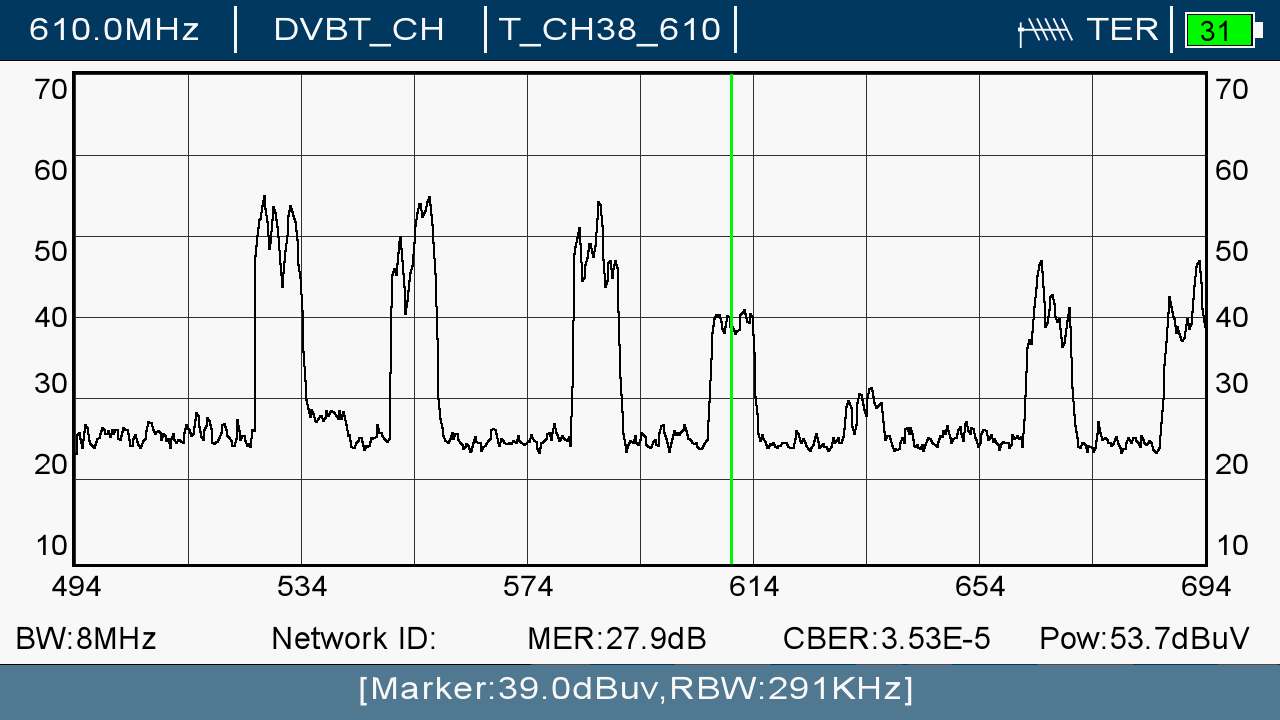 610.0MHz DVBT_CH T_CH38_610 TER 31
70 70
60 60
50 50
40 40
30 30
20 20
10 10
494 534 574 614 654 694
BW:8MHz Network ID: MER:27.9dB CBER:3.53E-5 Pow:53.7dBuV
[Marker:39.0dBuv,RBW:291KHz]